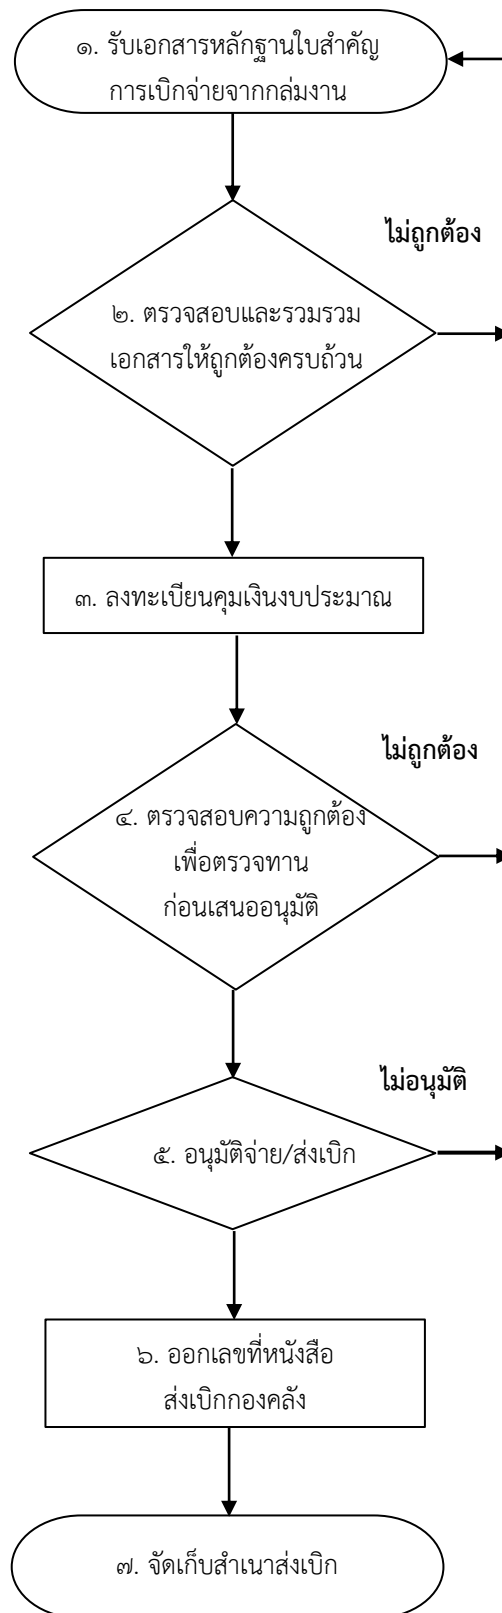 ๑. รับเอกสารหลักฐานใบสำคัญ
การเบิกจ่ายจากกลุ่มงาน
ไม่ถูกต้อง
๒. ตรวจสอบและรวมรวม
เอกสารให้ถูกต้องครบถ้วน
๓. ลงทะเบียนคุมเงินงบประมาณ
ไม่ถูกต้อง
๔. ตรวจสอบความถูกต้อง
เพื่อตรวจทาน
ก่อนเสนออนุมัติ
ไม่อนุมัติ
๕. อนุมัติจ่าย/ส่งเบิก
๖. ออกเลขที่หนังสือ
ส่งเบิกกองคลัง
๗. จัดเก็บสำเนาส่งเบิก